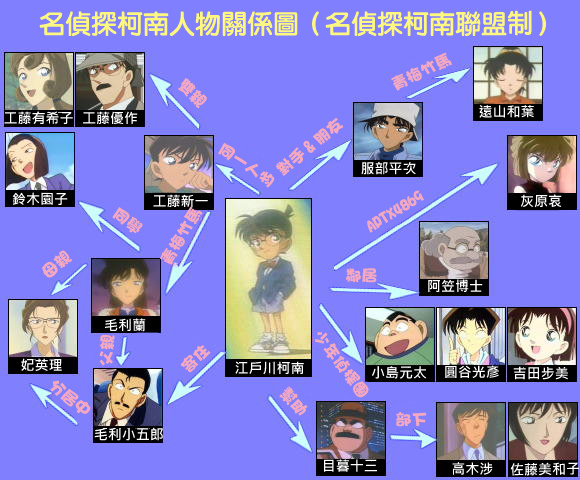 名偵探柯南人物關係圖（名偵探柯南聯盟制）
工藤有希子
工藤優作
雙親
青梅竹馬
遠山和葉
同一人
對手&朋友
服部平次
鈴木園子
工藤新一
灰原哀
同學
青梅竹馬
APTX4869
母親
鄰居
阿笠博士
毛利蘭
妃英理
父親
寄住
江戶川柯南
少年偵探團
小島元太
圓谷光彥
吉田步美
分居中
毛利小五郎
目暮十三
部下
高木涉
佐藤美和子